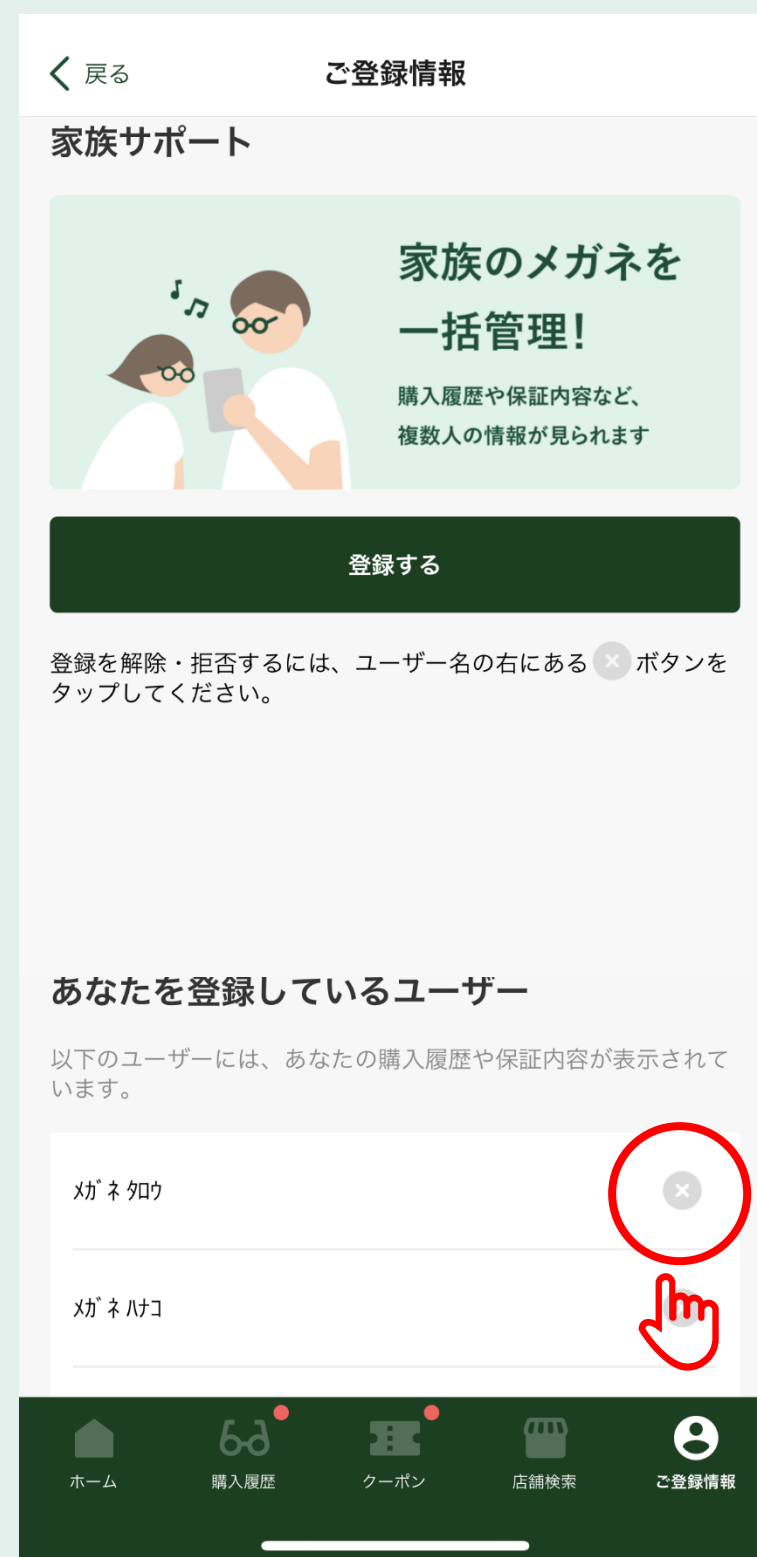 戻る
ご登録情報
家族サポート
家族のメガネを
一括管理!
購入履歴や保証内容など、
複数人の情報が見られます
登録する
登録を解除・拒否するには、ユーザー名の右にある ボタンを
タップしてください。
あなたを登録しているユーザー
以下のユーザーには、あなたの購入履歴や保証内容が表示されて
います。
ﾒｶﾞﾈ ﾀﾛｳ
ﾒｶﾞﾈ ﾊﾅｺ
ホーム
購入履歴
クーポン
店舗検索
ご登録情報